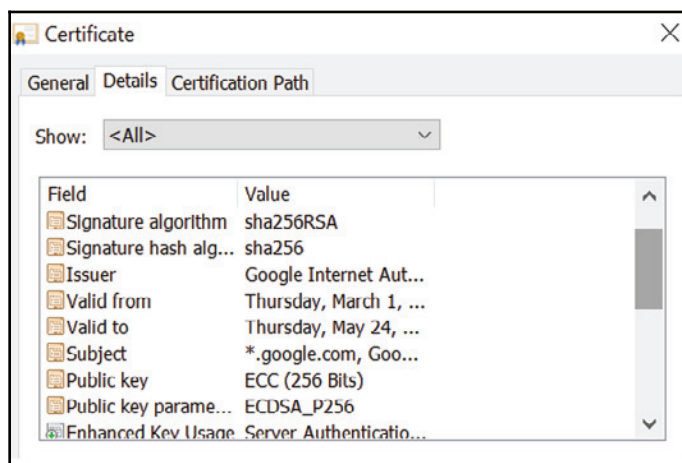 Certificate
General Details Certification Path
Show: <All>
Field Value
Signature algorithm sha256RSA
Signature hash alg... sha256
Issuer Google Internet Aut...
Valid from Thursday, March 1, ...
Valid to Thursday, May 24, ...
Subject *.google.com, Goo...
Public key ECC (256 Bits)
Public key parame... ECDSA_P256
Enhanced Key Usage Server Authenticatio...